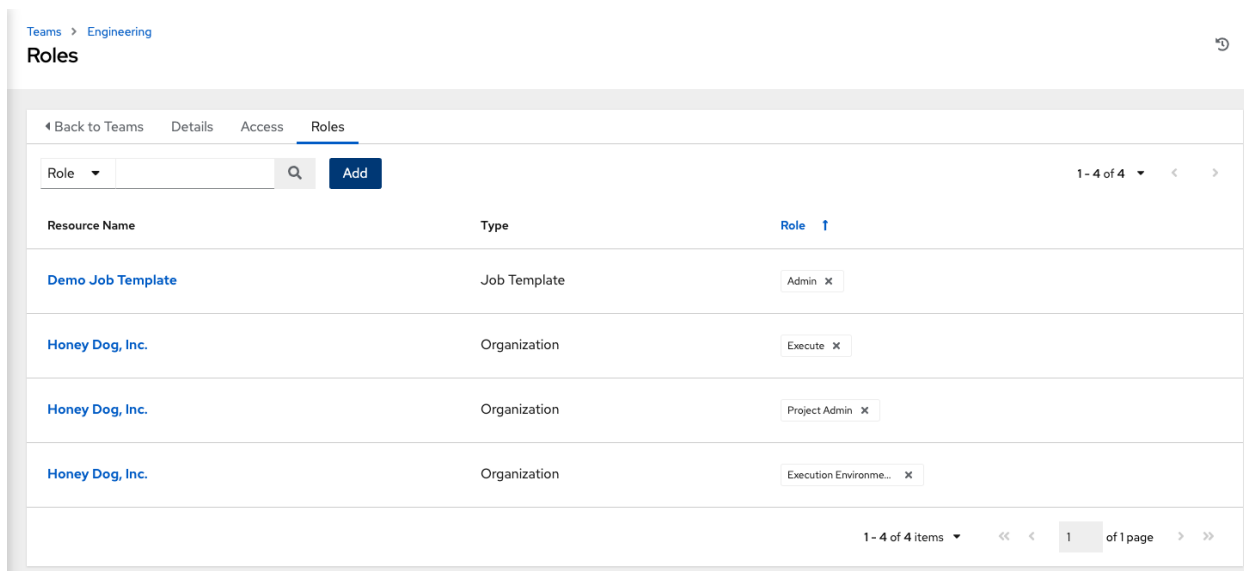 Teams > Engineering
Roles
Back to Teams Details Access Roles
Role Add 1 - 4 of 4
Resource Name Type Role
Demo Job Template Job Template Admin
Honey Dog, Inc. Organization Execute
Honey Dog, Inc. Organization Project Admin
Honey Dog, Inc. Organization Execution Environme...
1 - 4 of 4 items 1 of 1 page